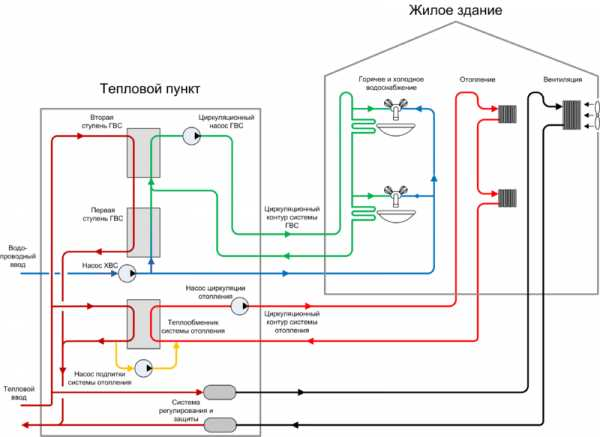 Жилое здание
Тепловой пункт
Горячее и холодное
водоснабжение
Отопление
Вентиляция
Вторая
ступень ГВС
Циркуляционный
насос ГВС
Первая
ступень ГВС
Циркуляционный
контур системы
ГВС
Водо-
проводный
ввод
Насос ХВС
Насос циркуляции
отопления
Циркуляционный
контур системы
отопления
Теплообменник
системы отопления
Насос подпитки
системы отопления
Тепловой
ввод
Система
регулирования и
защиты